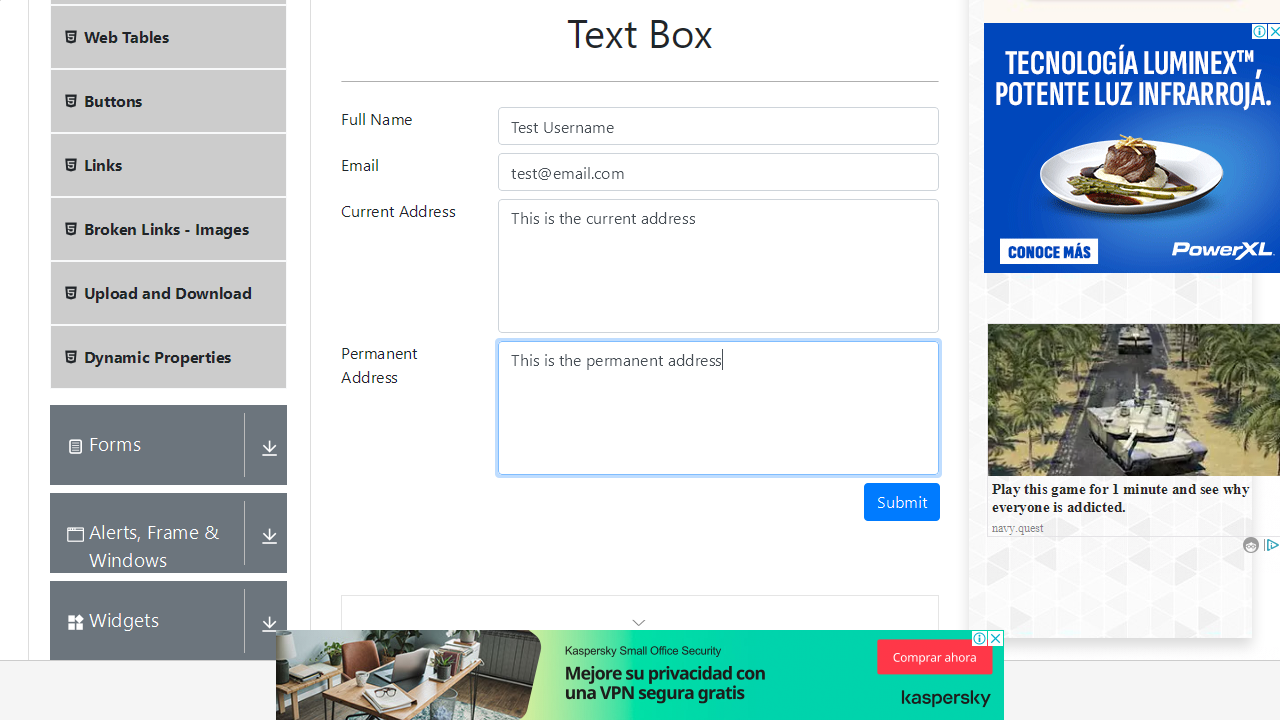 Text Box
Web Tables
Buttons
Links
Broken Links - Images
Upload and Download
Dynamic Properties
Forms
Alerts, Frame &
Windows
Widgets
Full Name
Test Username
Email
test@email.com
Current Address
This is the current address
Permanent
Address
This is the permanent address
Submit
TECNOLOGÍA LUMINEX™,
POTENTE LUZ INFRARROJA.
CONOCE MÁS
PowerXL
Play this game for 1 minute and see why
everyone is addicted.
navy.quest
Kaspersky Small Office Security
Mejore su privacidad con
una VPN segura gratis
Comprar ahora
kaspersky